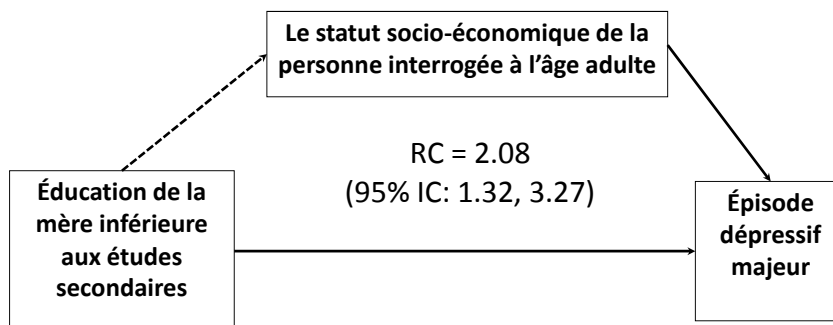 Le statut socio-économique de la
personne interrogée à l'âge adulte
RC = 2.08
(95% IC: 1.32, 3.27)
Éducation de la
mère inférieure
aux études
secondaires
Épisode
dépressif
majeur